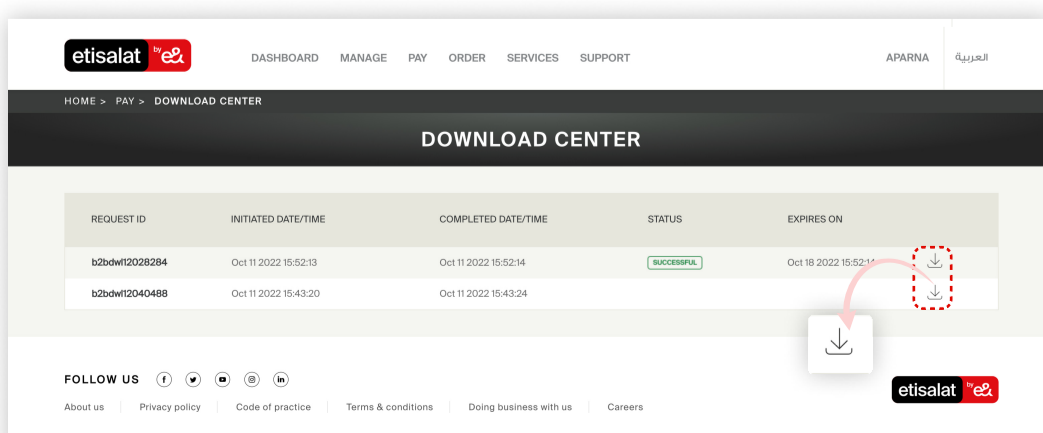 etisalat by e& DASHBOARD MANAGE PAY ORDER SERVICES SUPPORT APARNA العربية
HOME > PAY > DOWNLOAD CENTER
DOWNLOAD CENTER
REQUEST ID INITIATED DATE/TIME COMPLETED DATE/TIME STATUS EXPIRES ON
b2bdwl12028284 Oct 11 2022 15:52:13 Oct 11 2022 15:52:14 SUCCESSFUL Oct 18 2022 15:52:14
b2bdwl12040488 Oct 11 2022 15:43:20 Oct 11 2022 15:43:24
FOLLOW US
etisalat by e&
About us Privacy policy Code of practice Terms & conditions Doing business with us Careers